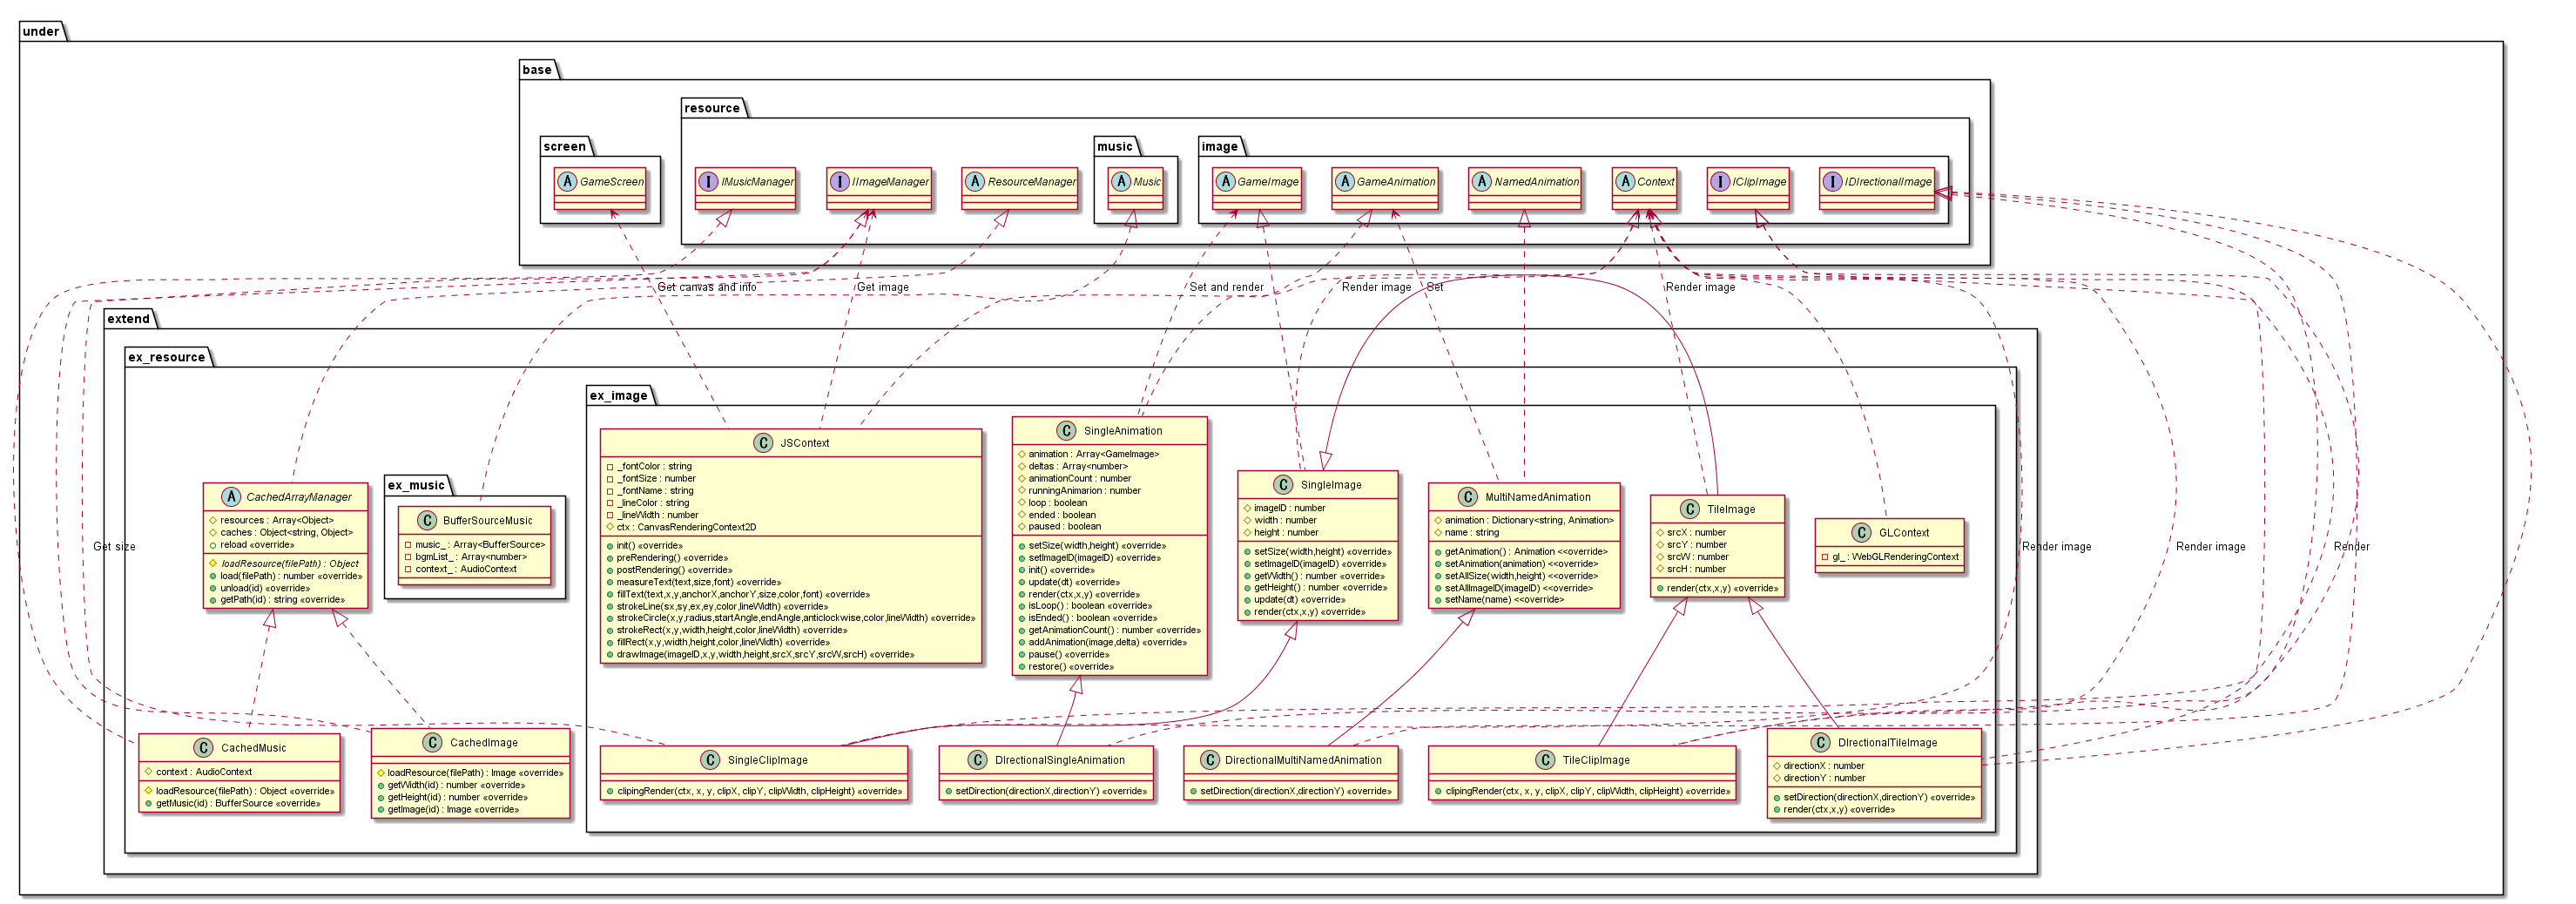 under
base
resource
screen
music
image
A GameScreen
I IMusicManager
I IImageManager
A ResourceManager
A Music
A GameImage
A GameAnimation
A NamedAnimation
A Context
I IClipImage
I IDIrectionalImage
Get canvas and info
Get image
Set and render
Render image
Set
Render image
extend
ex_resource
ex_image
ex_music
C JSContext
_fontColor : string
_fontSize : number
_fontName : string
_lineColor : string
_lineWidth : number
ctx : CanvasRenderingContext2D
init() «override»
preRendering() «override»
postRendering() «override»
measureText(text,size,font) «override»
fillText(text,x,y,anchorX,anchorY,size,color,font) «override»
strokeLine(sx,sy,ex,ey,color,lineWidth) «override»
strokeCircle(x,y,radius,startAngle,endAngle,anticlockwise,color,lineWidth) «override»
strokeRect(x,y,width,height,color,lineWidth) «override»
fillRect(x,y,width,height,color,lineWidth) «override»
drawImage(imageID,x,y,width,height,srcX,srcY,srcW,srcH) «override»
C SingleAnimation
animation : Array<GameImage>
deltas : Array<number>
animationCount : number
runningAnimarion : number
loop : boolean
ended : boolean
paused : boolean
setSize(width,height) «override»
setImageID(imageID) «override»
init() «override»
update(dt) «override»
render(ctx,x,y) «override»
isLoop() : boolean «override»
isEnded() : boolean «override»
getAnimationCount() : number «override»
addAnimation(image,delta) «override»
pause() «override»
restore() «override»
C SingleImage
imageID : number
width : number
height : number
setSize(width,height) «override»
setImageID(imageID) «override»
getWidth() : number «override»
getHeight() : number «override»
update(dt) «override»
render(ctx,x,y) «override»
C MultiNamedAnimation
animation : Dictionary<string, Animation>
name : string
getAnimation() : Animation <<override>
setAnimation(animation) <<override>
setAllSize(width,height) <<override>
setAllImageID(imageID) <<override>
setName(name) <<override>
C TileImage
srcX : number
srcY : number
srcW : number
srcH : number
render(ctx,x,y) «override»
C GLContext
gl_ : WebGLRenderingContext
A CachedArrayManager
resources : Array<Object>
caches : Object<string, Object>
reload «override»
loadResource(filePath) : Object
load(filePath) : number «override»
unload(id) «override»
getPath(id) : string «override»
C BufferSourceMusic
music_ : Array<BufferSource>
bgmList_ : Array<number>
context_ : AudioContext
Get size
Render image
Render image
Render
C CachedMusic
context : AudioContext
loadResource(filePath) : Object «override»
getMusic(id) : BufferSource «override»
C CachedImage
loadResource(filePath) : Image «override»
getWidth(id) : number «override»
getHeight(id) : number «override»
getImage(id) : Image «override»
C SingleClipImage
clipingRender(ctx, x, y, clipX, clipY, clipWidth, clipHeight) «override»
C DIrectionalSingleAnimation
setDirection(directionX,directionY) «override»
C DirectionalMultiNamedAnimation
setDirection(directionX,directionY) «override»
C TileClipImage
clipingRender(ctx, x, y, clipX, clipY, clipWidth, clipHeight) «override»
C DIrectionalTileImage
directionX : number
directionY : number
setDirection(directionX,directionY) «override»
render(ctx,x,y) «override»